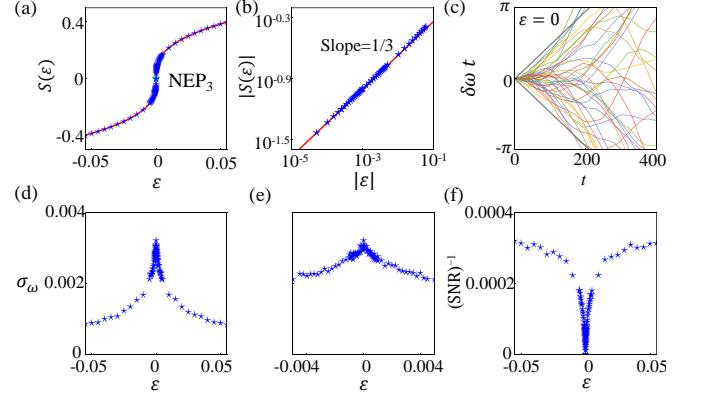 (a)
0.4
0
-0.4
S(ε)
NEP₃
-0.05
0
0.05
ε
(b)
10⁻⁰·³
10⁻⁰·⁹
10⁻¹·⁵
|S(ε)|
Slope=1/3
10⁻⁵
10⁻³
10⁻¹
|ε|
(c)
π
0
-π
δω t
ε = 0
0
200
400
t
(d)
0.004
0.002
0
σ_ω
-0.05
0
0.05
ε
(e)
-0.004
0
0.004
ε
(f)
0.0004
0.0002
0
(SNR)⁻¹
-0.05
0
0.05
ε